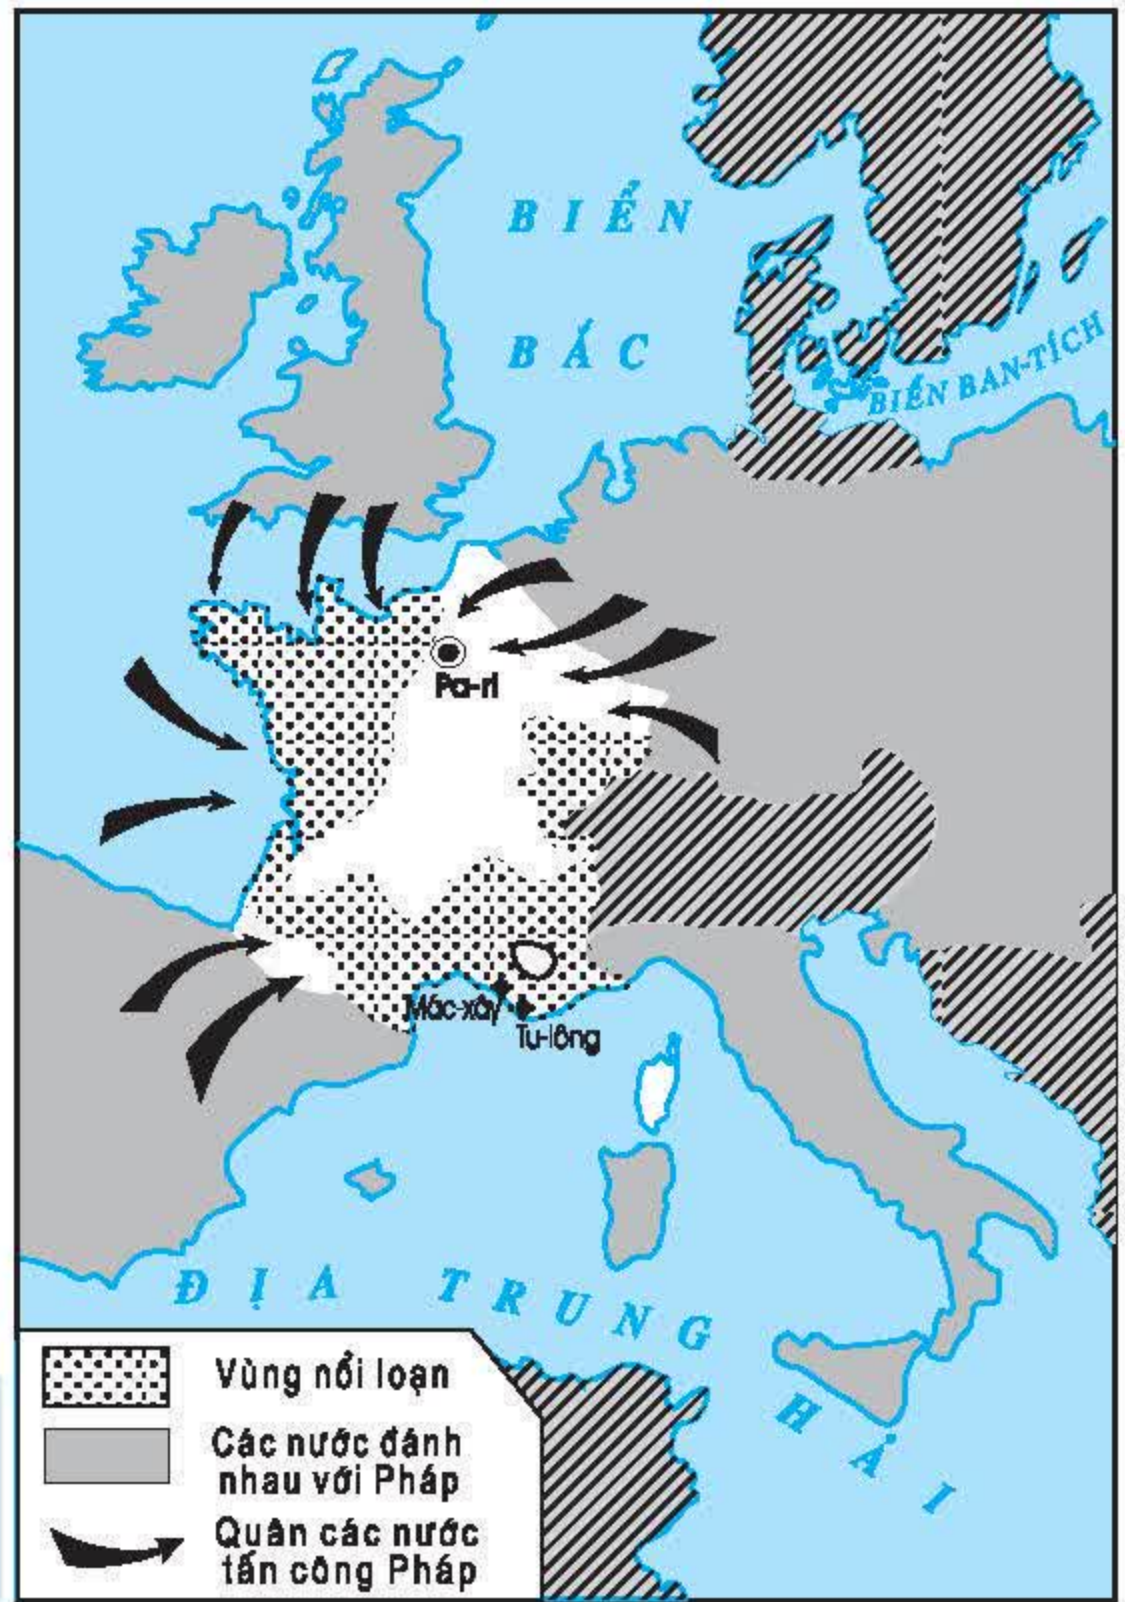 BIỂN
BẮC
BIỂN BAN-TÍCH
Pa-ri
Mác-xây
Tu-lông
ĐỊA TRUNG HẢI
Vùng nổi loạn
Các nước đánh
nhau với Pháp
Quân các nước
tấn công Pháp